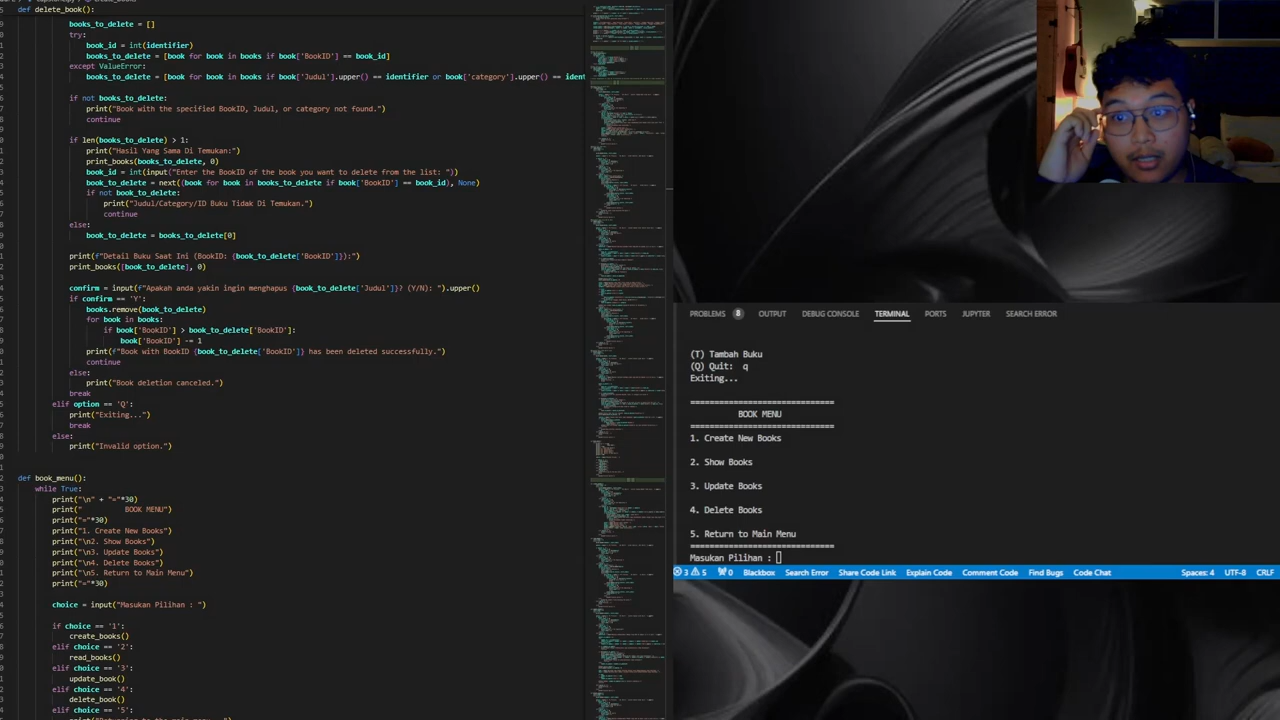 def delete_book():
books_to_delete = []
try:
book_id = int(identifier)
books_to_delete = [book for book in books if book['BookID'] == book_id]
except ValueError:
books_to_delete = [book for book in books if book['Judul'].upper() == identifier or book['category'].upper() == ident
if not books_to_delete:
print("Book with the specified BookID, Judul, or category not found.")
continue
if len(books_to_delete) > 1:
print("Hasil Yang Sama Di Temukan:")
print_books(books_to_delete, 0)
book_id = int(input("Enter the BookID of the book you want to delete from the list: "))
book_to_delete = next((book for book in books_to_delete if book['BookID'] == book_id), None)
if not book_to_delete:
print("Judul/Category/ID Buku Tidak Di Temukan.")
continue
else:
book_to_delete = books_to_delete[0]
print(f"Detail Buku Saat Ini (BookID: {book_to_delete['BookID']}):")
print_books([book_to_delete], 0)
confirm = input(f"Apakah anda yakin ingin menghapus {book_to_delete['Judul']} (Y/N): ").upper()
if confirm == 'Y':
books.remove(book_to_delete)
for book in books:
if book['BookID'] > book_to_delete['BookID']:
book['BookID'] -= 1
print(f"Book with BookID {book_to_delete['BookID']} has been deleted successfully.")
continue
else:
print("Book deletion canceled.")
break
elif option == 'Q':
print("Exiting...")
break
else:
print("Invalid option.")
def book_menu():
while True:
print("\n" + "="*30)
print(" BOOK MENU")
print("="*30)
print("1. Create New Books")
print("\n2. Show Books")
print("\n3. Update Books")
print("\n4. Delete Books")
print("\n5. Return to Main Menu")
print("="*30)
choice = input("Masukan Pilihan : ")
if choice == '1':
create_books()
elif choice == '2':
read_books()
elif choice == '3':
update_book()
elif choice == '4':
delete_book()
elif choice == '5':
PROBLEMS 8 OUTPUT DEBUG CONSOLE TERMINAL PORTS JUPYTER SEARCH ERROR
(T) Tambah Buku
(Q) Quit: q
Exiting...
==============================
BOOK MENU
==============================
1. Create New Books
2. Show Books
3. Update Books
4. Delete Books
5. Return to Main Menu
==============================
Masukan Pilihan :
3 5 0 Blackbox Search Error Share Code Link Explain Code Comment Code Find Bugs Code Chat Spaces: 4 UTF-8 CRLF